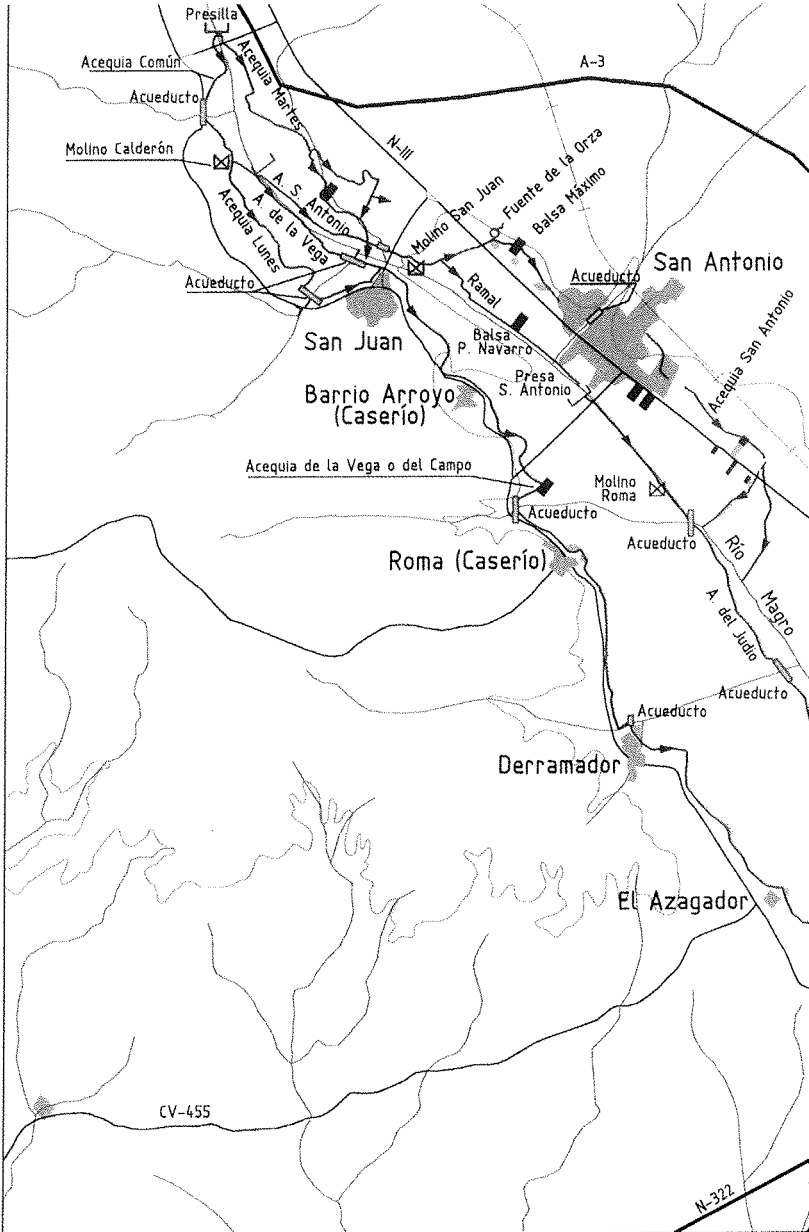 Presilla
Acequia Común
Acequia Martes
A-3
Acueducto
N-III
Molino Calderón
A. S. Antonio
A. de la Vega
Acequia Lunes
Molino San Juan
Fuente de la Orza
Balsa Máximo
Acueducto
San Antonio
Acueducto
Ramal
San Juan
Balsa
P. Navarro
Presa
S. Antonio
Acequia San Antonio
Barrio Arroyo
(Caserío)
Acequia de la Vega o del Campo
Molino
Roma
Acueducto
Acueducto
Río
Magro
Roma (Caserío)
A. del Judio
Acueducto
Acueducto
Derramador
El Azagador
CV-455
N-322